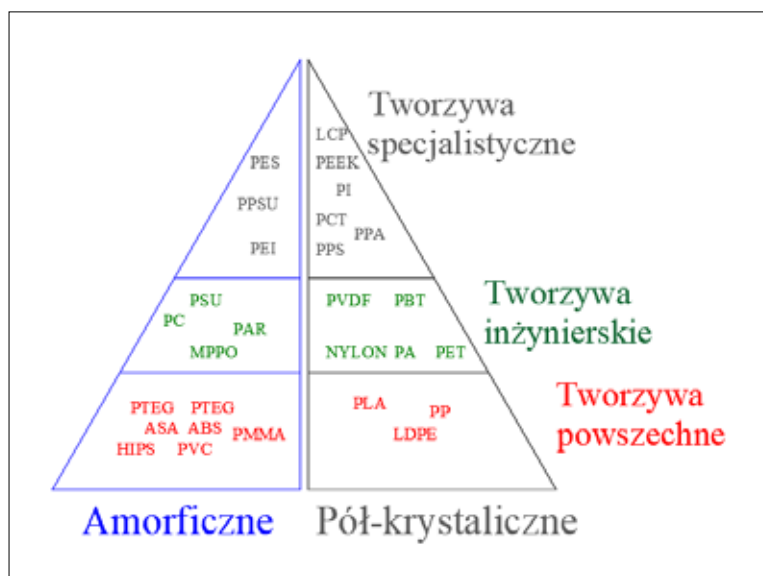 Tworzywa
specjalistyczne
LCP
PES PEEK
PI
PPSU
PCT PPA
PEI PPS
Tworzywa
inżynierskie
PSU PVDF PBT
PC
PAR
MPPO NYLON PA PET
Tworzywa
powszechne
PTEG PTEG PLA
PP
ASA ABS PMMA LDPE
HIPS PVC
Amorficzne Pół-krystaliczne